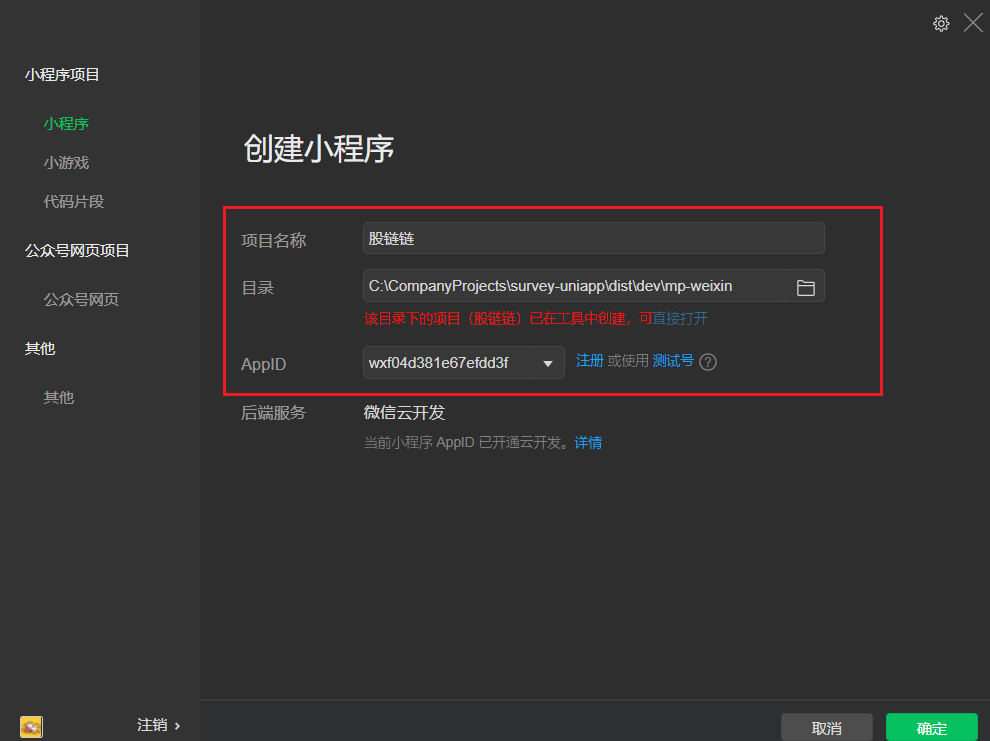 小程序项目
小程序
小游戏
代码片段
公众号网页项目
公众号网页
其他
其他
注销 ›
创建小程序
项目名称 股链链
目录 C:\CompanyProjects\survey-uniapp\dist\dev\mp-weixin
该目录下的项目（股链链）已在工具中创建，可直接打开
AppID wxf04d381e67efdd3f 注册 或使用 测试号 ?
后端服务 微信云开发
当前小程序 AppID 已开通云开发。详情
取消 确定